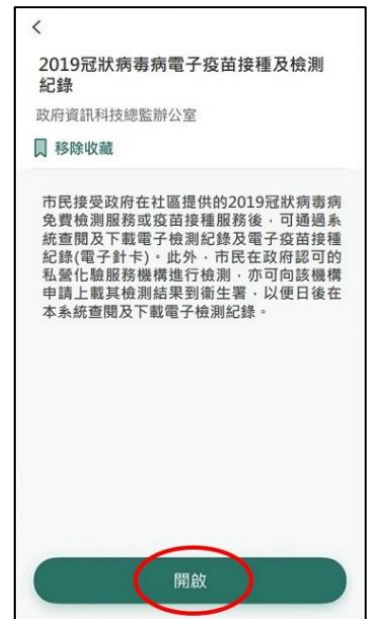 2019冠狀病毒病電子疫苗接種及檢測
紀錄
政府資訊科技總監辦公室
移除收藏
市民接受政府在社區提供的2019冠狀病毒病
免費檢測服務或疫苗接種服務後，可通過系
統查閱及下載電子檢測紀錄及電子疫苗接種
紀錄(電子針卡)。此外，市民在政府認可的
私營化驗服務機構進行檢測，亦可向該機構
申請上載其檢測結果到衞生署，以便日後在
本系統查閱及下載電子檢測紀錄。
開啟